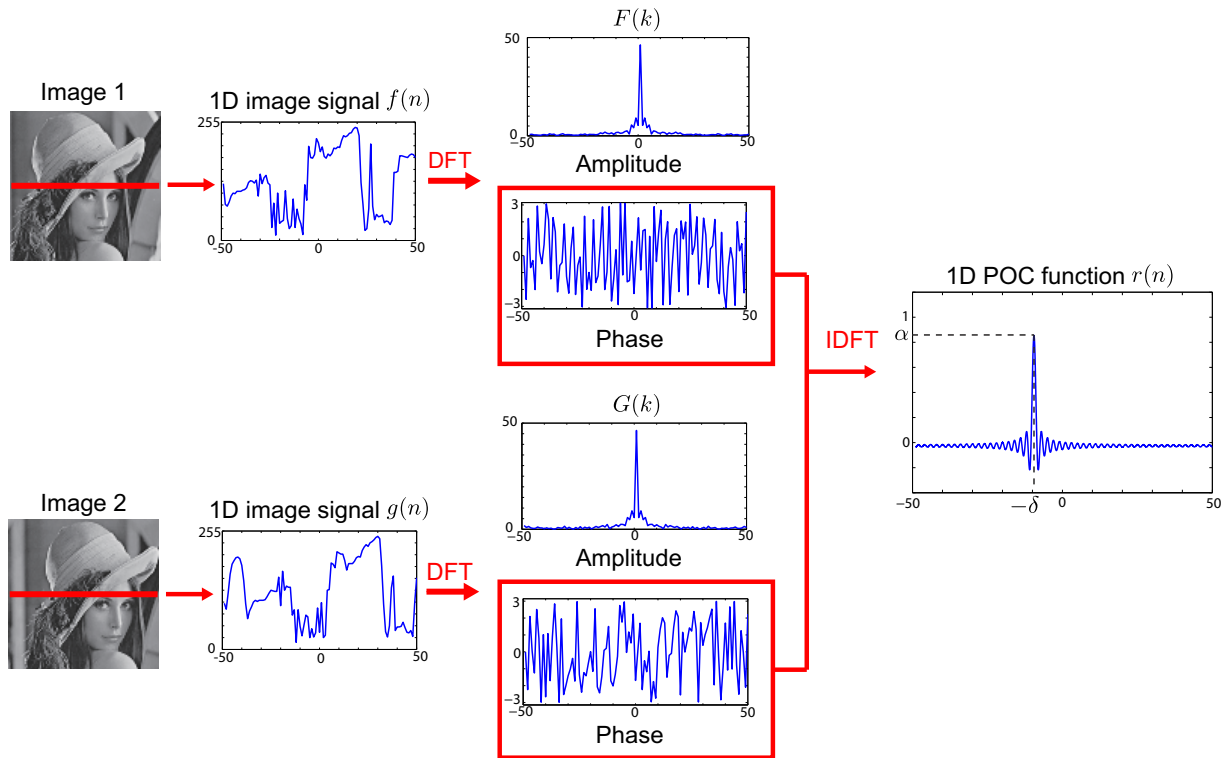 F(k)
50
0
-50
0
50
Amplitude
Image 1
1D image signal f(n)
255
0
-50
0
50
DFT
3
0
-3
-50
0
50
Phase
1D POC function r(n)
IDFT
1
α
0
-50
-δ
0
50
G(k)
50
0
-50
0
50
Amplitude
Image 2
1D image signal g(n)
255
0
-50
0
50
DFT
3
0
-3
-50
0
50
Phase